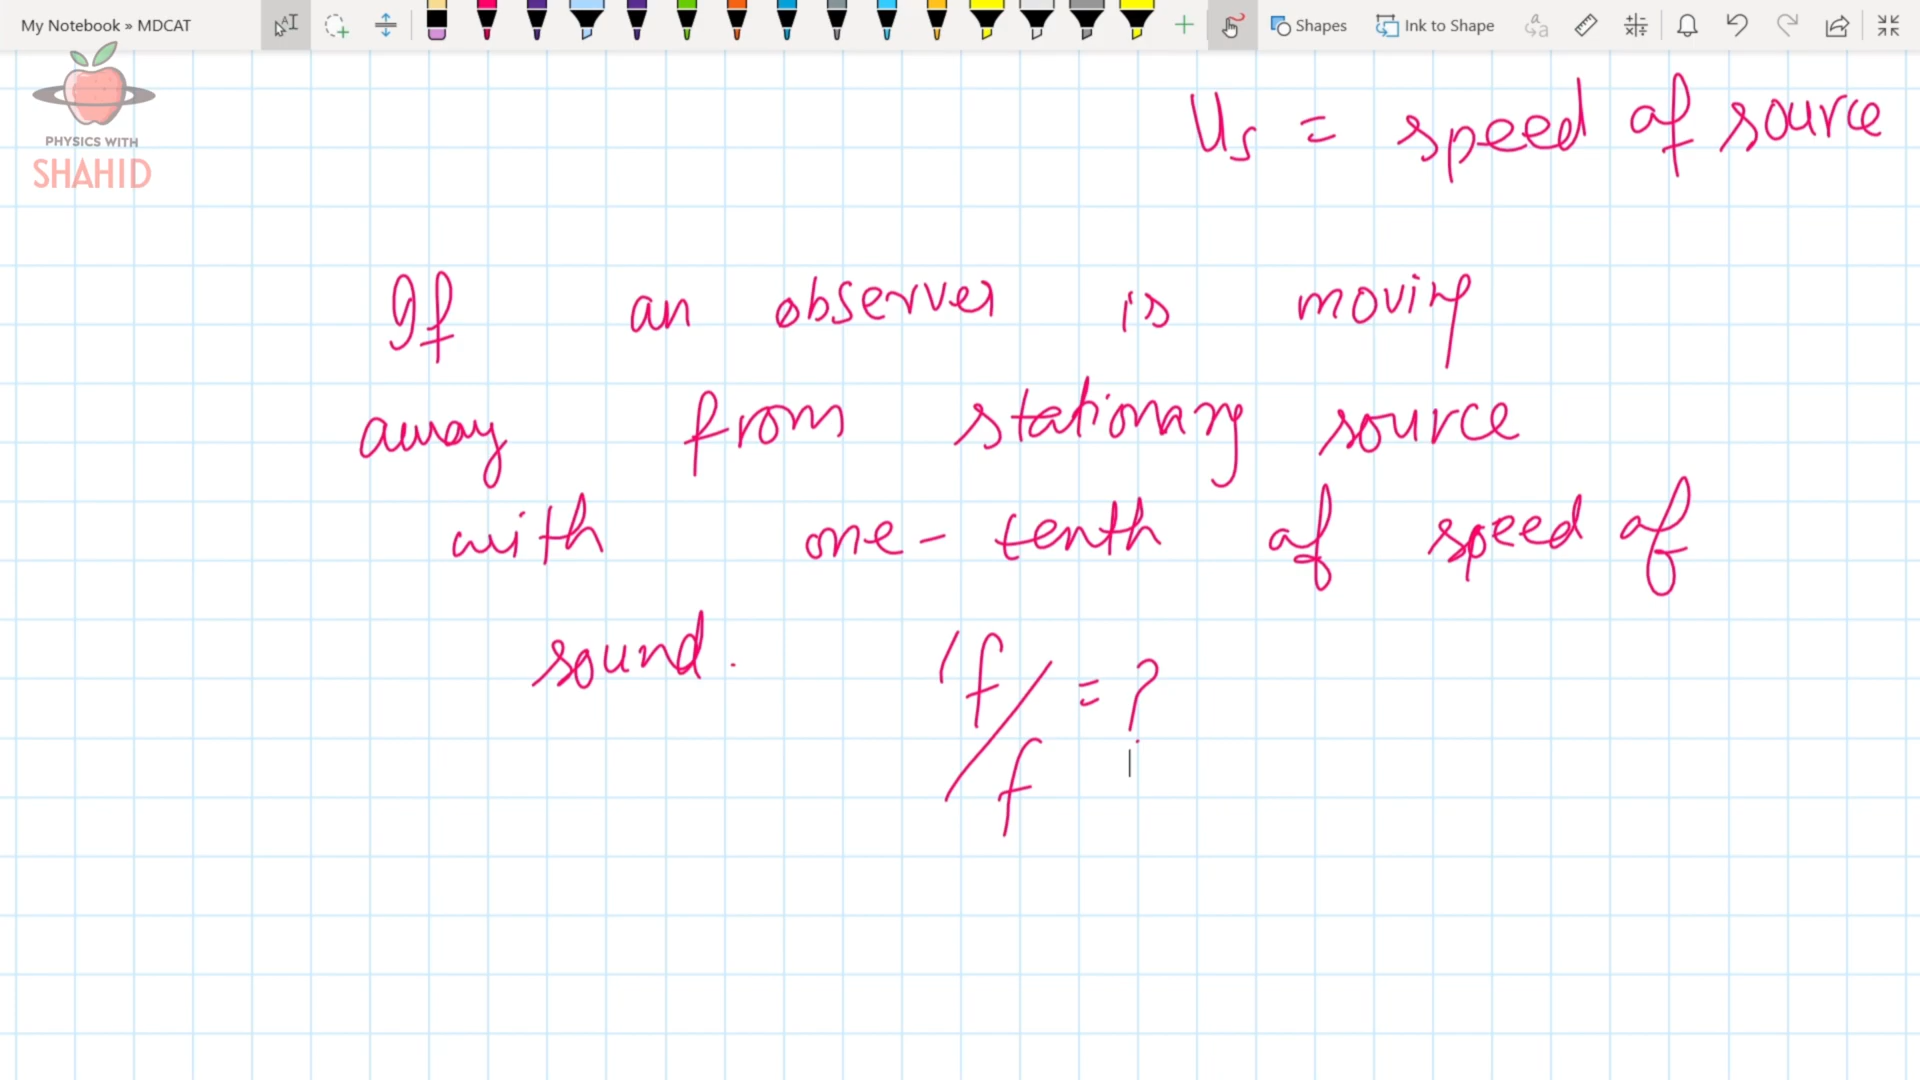 My Notebook » MDCAT
Shapes
Ink to Shape
PHYSICS WITH
SHAHID
Us = speed of source
If an observer is moving
away from stationary source
with one-tenth of speed of
sound. 'f/f = ?